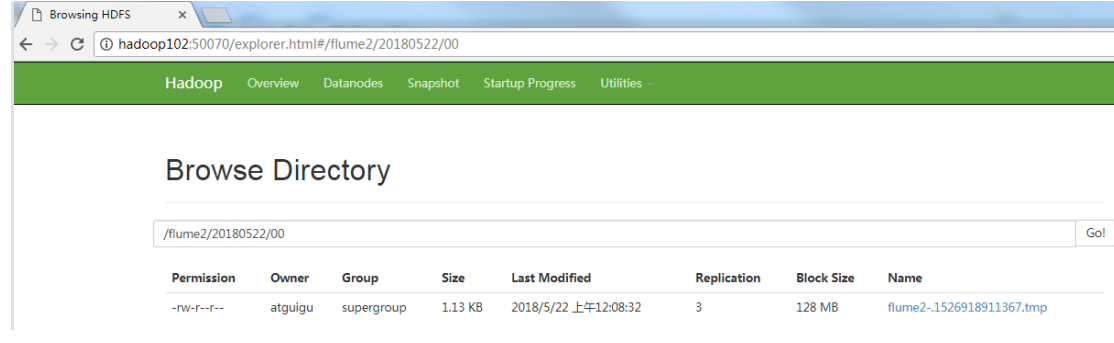 Browsing HDFS
hadoop102:50070/explorer.html#/flume2/20180522/00
Hadoop Overview Datanodes Snapshot Startup Progress Utilities
Browse Directory
/flume2/20180522/00 Go!
Permission Owner Group Size Last Modified Replication Block Size Name
-rw-r--r-- atguigu supergroup 1.13 KB 2018/5/22 上午12:08:32 3 128 MB flume2-.1526918911367.tmp